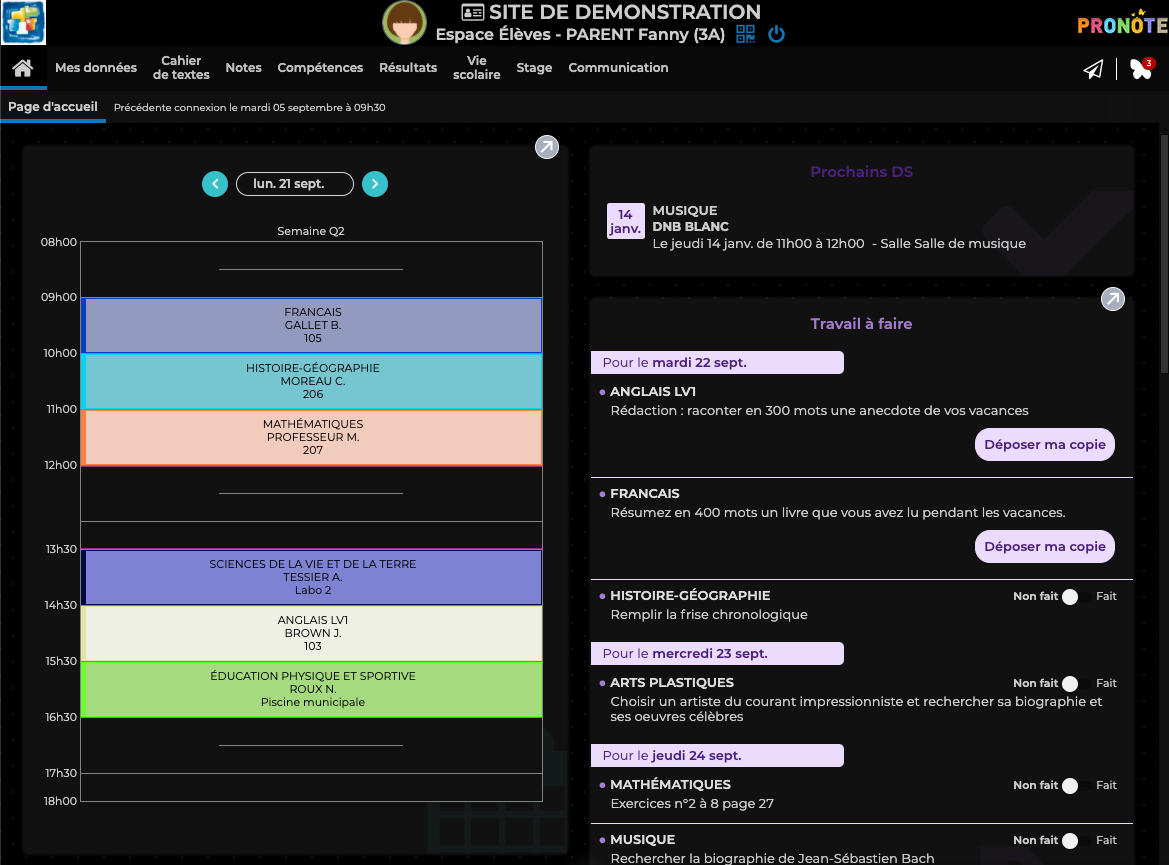 SITE DE DEMONSTRATION
Espace Élèves - PARENT Fanny (3A)
PRONOTE
Mes données
Cahier
de textes
Notes
Compétences
Résultats
Vie
scolaire
Stage
Communication
3
Page d'accueil
Précédente connexion le mardi 05 septembre à 09h30
lun. 21 sept.
Semaine Q2
08h00
09h00
FRANCAIS
GALLET B.
105
10h00
HISTOIRE-GÉOGRAPHIE
MOREAU C.
206
11h00
MATHÉMATIQUES
PROFESSEUR M.
207
12h00
13h30
SCIENCES DE LA VIE ET DE LA TERRE
TESSIER A.
Labo 2
14h30
ANGLAIS LV1
BROWN J.
103
15h30
ÉDUCATION PHYSIQUE ET SPORTIVE
ROUX N.
Piscine municipale
16h30
17h30
18h00
Prochains DS
14
janv.
MUSIQUE
DNB BLANC
Le jeudi 14 janv. de 11h00 à 12h00 - Salle Salle de musique
Travail à faire
Pour le mardi 22 sept.
ANGLAIS LV1
Rédaction : raconter en 300 mots une anecdote de vos vacances
Déposer ma copie
FRANCAIS
Résumez en 400 mots un livre que vous avez lu pendant les vacances.
Déposer ma copie
HISTOIRE-GÉOGRAPHIE
Non fait Fait
Remplir la frise chronologique
Pour le mercredi 23 sept.
ARTS PLASTIQUES
Non fait Fait
Choisir un artiste du courant impressionniste et rechercher sa biographie et
ses oeuvres célèbres
Pour le jeudi 24 sept.
MATHÉMATIQUES
Non fait Fait
Exercices n°2 à 8 page 27
MUSIQUE
Non fait Fait
Rechercher la biographie de Jean-Sébastien Bach